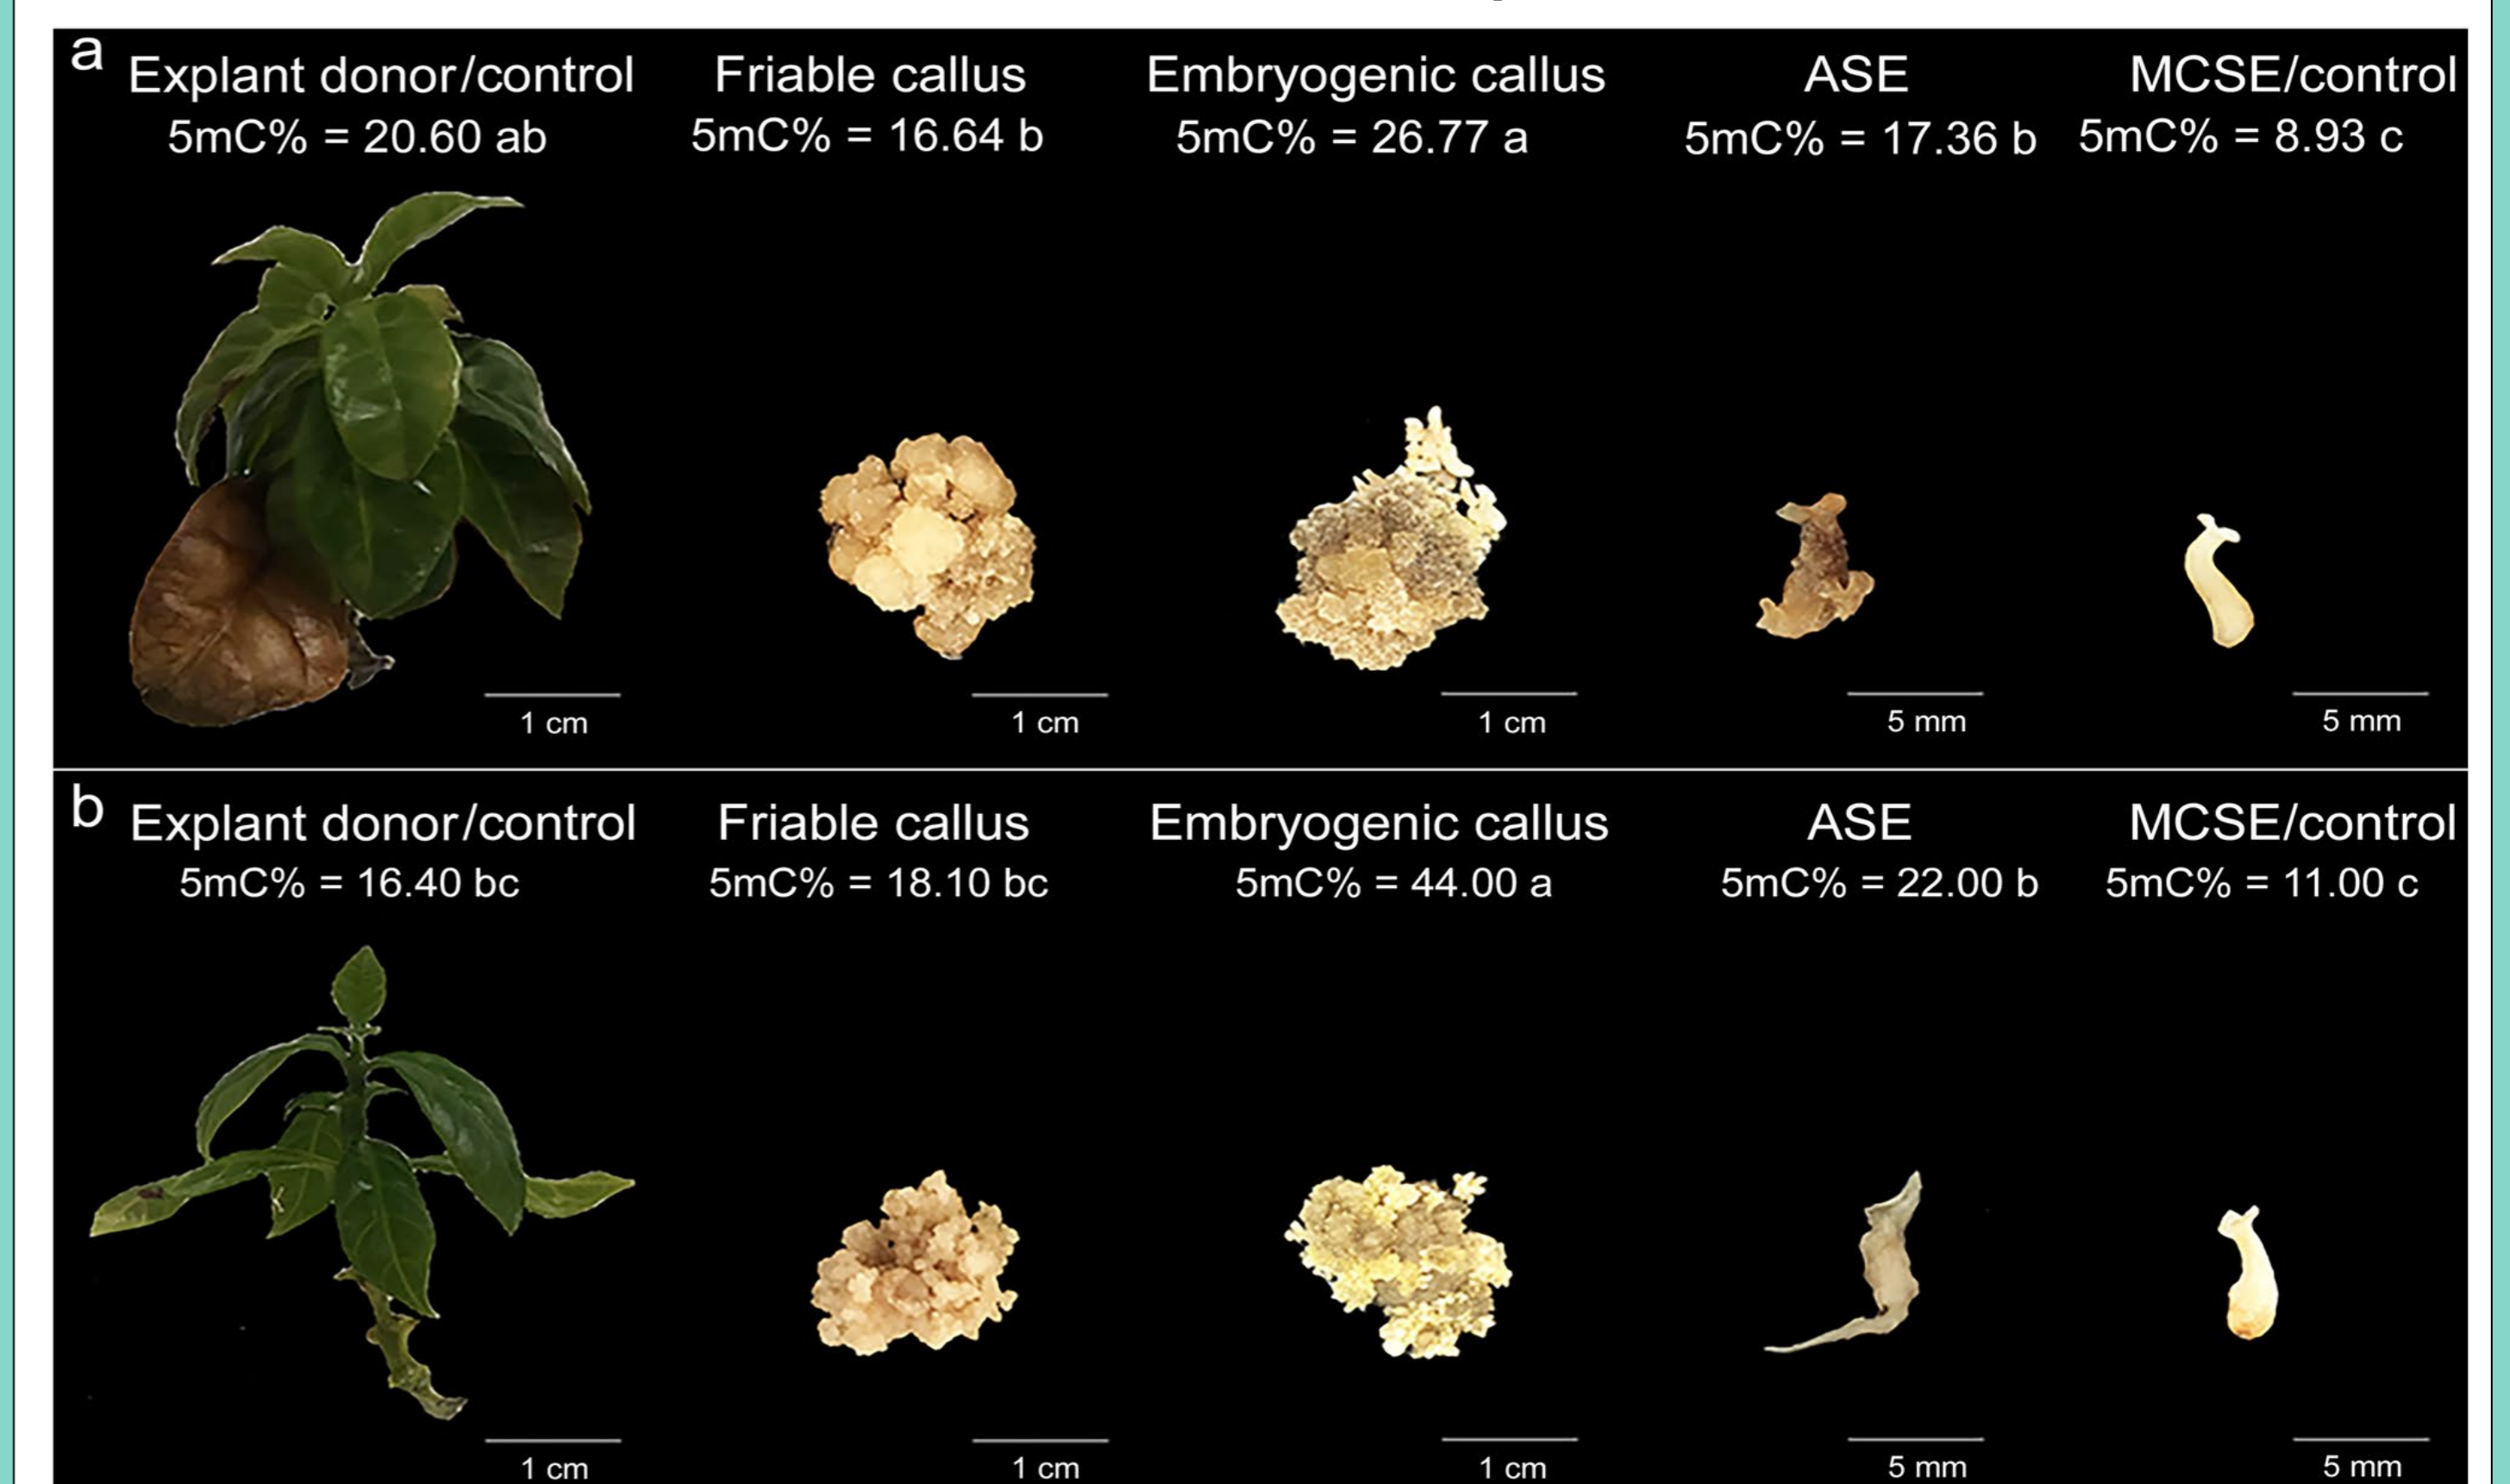 a
Explant donor/control
5mC% = 20.60 ab
Friable callus
5mC% = 16.64 b
Embryogenic callus
5mC% = 26.77 a
ASE
5mC% = 17.36 b
MCSE/control
5mC% = 8.93 c
1 cm
1 cm
1 cm
5 mm
5 mm
b
Explant donor/control
5mC% = 16.40 bc
Friable callus
5mC% = 18.10 bc
Embryogenic callus
5mC% = 44.00 a
ASE
5mC% = 22.00 b
MCSE/control
5mC% = 11.00 c
1 cm
1 cm
1 cm
5 mm
5 mm